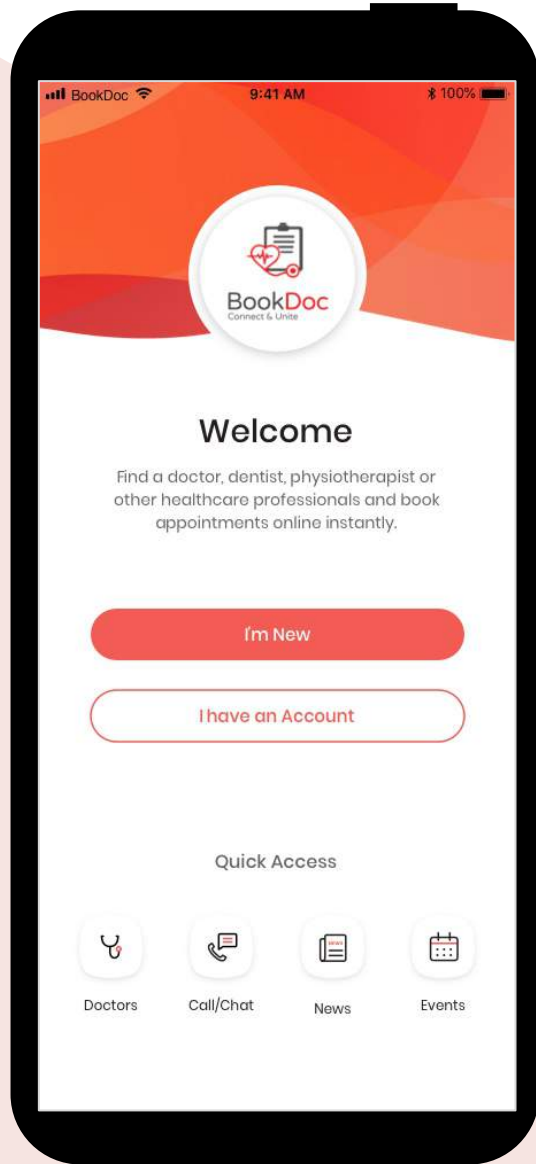 BookDoc 9:41 AM 100%
BookDoc
Connect & Unite
Welcome
Find a doctor, dentist, physiotherapist or
other healthcare professionals and book
appointments online instantly.
I'm New
I have an Account
Quick Access
Doctors Call/Chat News Events